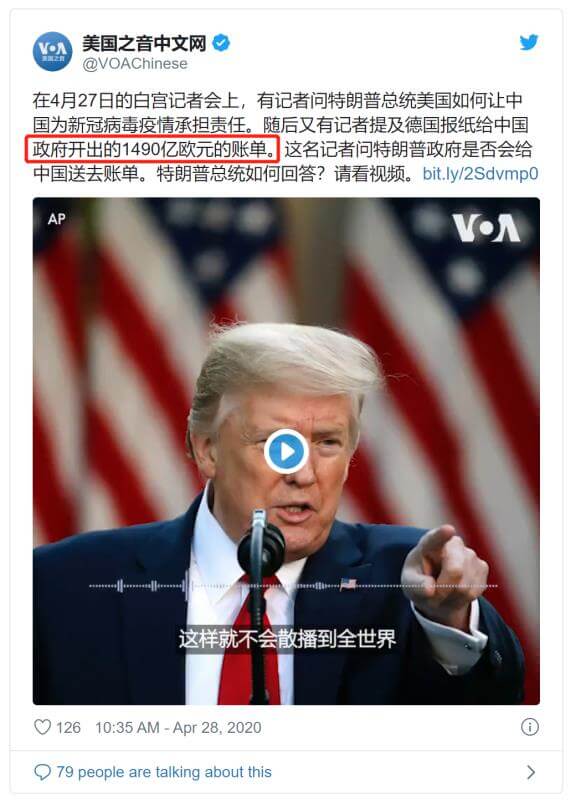 VOA
美国之音
美国之音中文网
@VOAChinese
在4月27日的白宫记者会上，有记者问特朗普总统美国如何让中
国为新冠病毒疫情承担责任。随后又有记者提及德国报纸给中国
政府开出的1490亿欧元的账单。这名记者问特朗普政府是否会给
中国送去账单。特朗普总统如何回答？请看视频。bit.ly/2Sdvmp0
AP
VOA
这样就不会散播到全世界
126 10:35 AM - Apr 28, 2020
79 people are talking about this